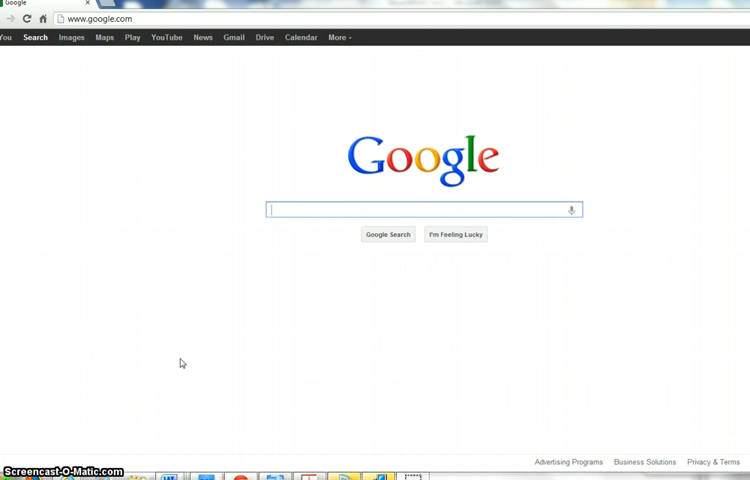 Google
www.google.com
You Search Images Maps Play YouTube News Gmail Drive Calendar More
Google
Google Search I'm Feeling Lucky
Advertising Programs Business Solutions Privacy & Terms
Screencast-O-Matic.com